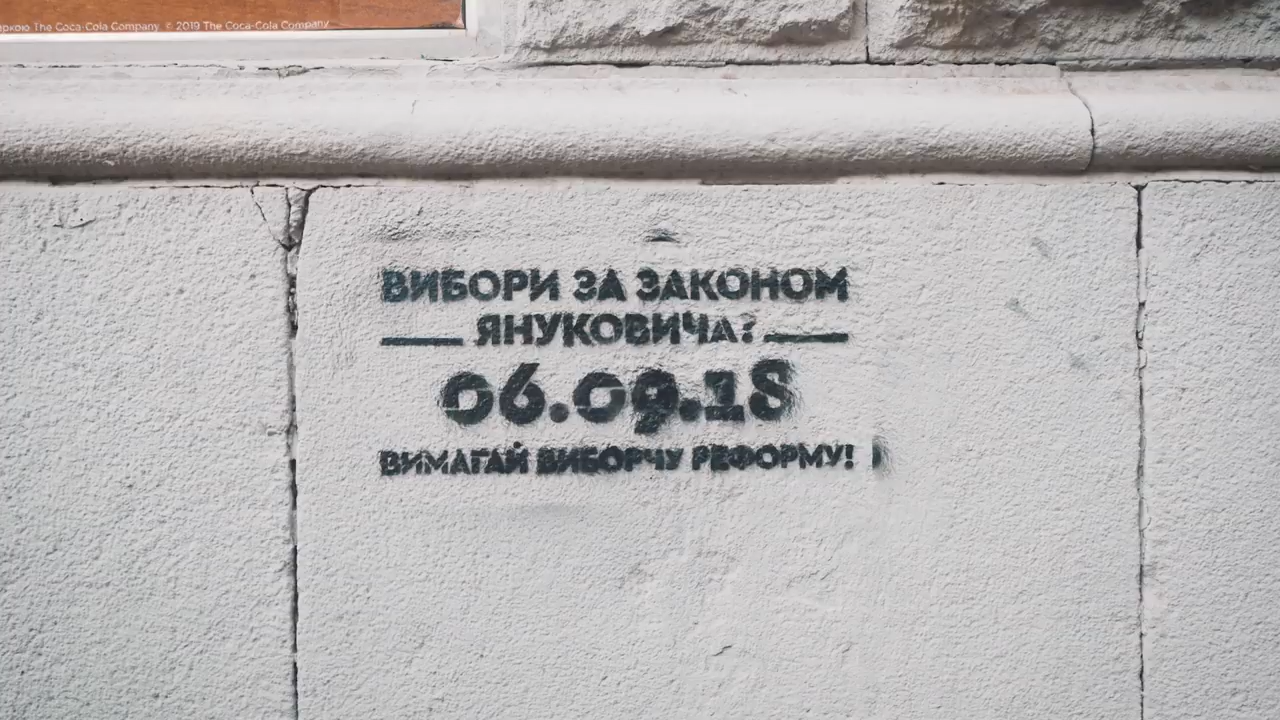 The Coca-Cola Company © 2019 The Coca-Cola Company
ВИБОРИ ЗА ЗАКОНОМ
ЯНУКОВИЧА?
06.09.18
ВИМАГАЙ ВИБОРЧУ РЕФОРМУ!